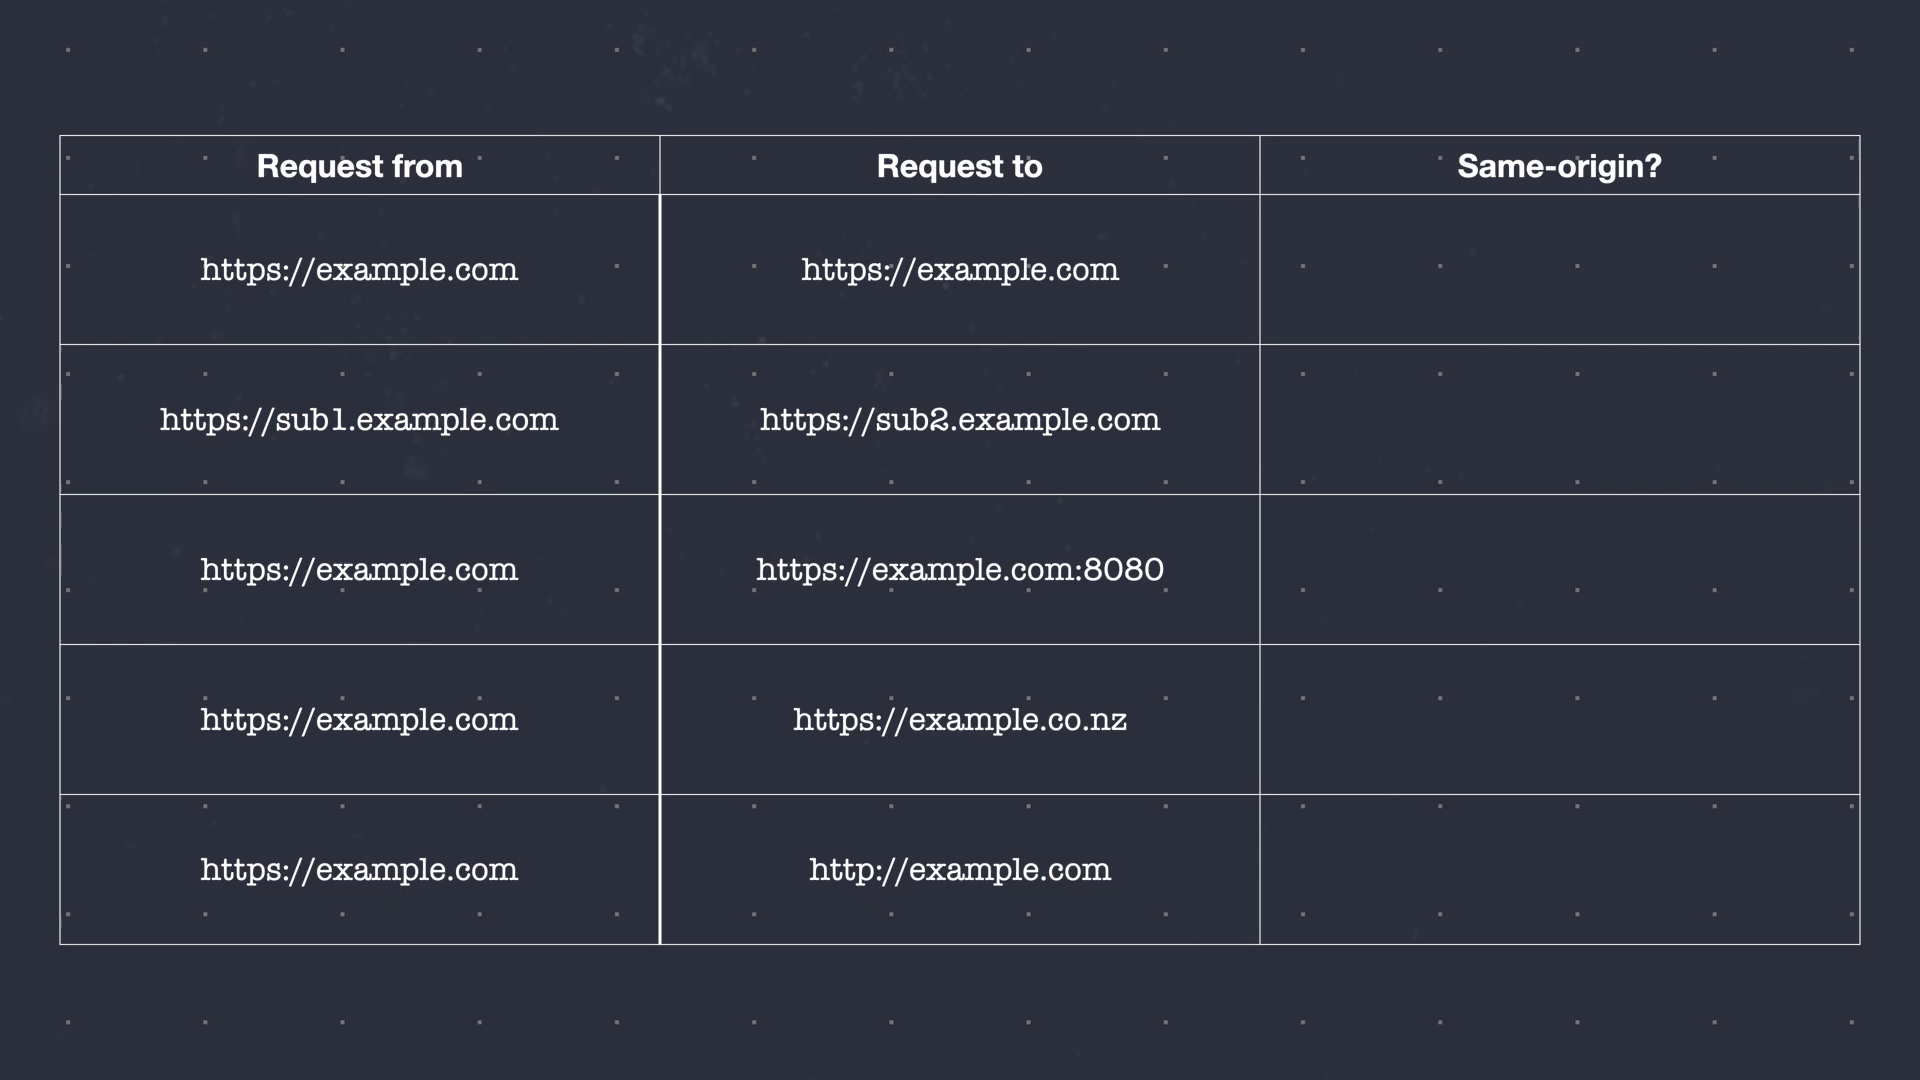 Request from Request to Same-origin?
https://example.com https://example.com
https://sub1.example.com https://sub2.example.com
https://example.com https://example.com:8080
https://example.com https://example.co.nz
https://example.com http://example.com